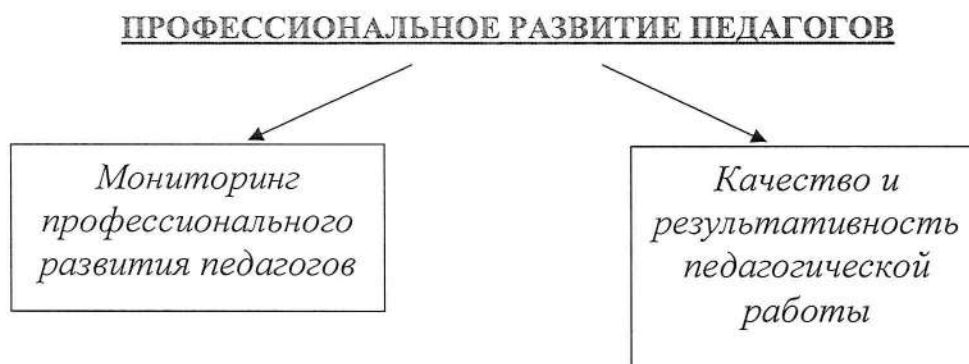 ПРОФЕССИОНАЛЬНОЕ РАЗВИТИЕ ПЕДАГОГОВ
Мониторинг
профессионального
развития педагогов
Качество и
результативность
педагогической
работы